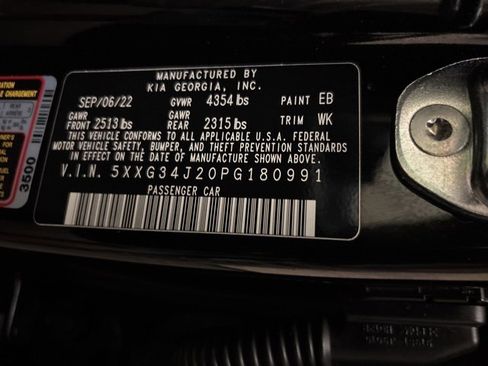 MANUFACTURED BY
KIA GEORGIA, INC.
SEP/06/22 GVWR 4354 lbs PAINT EB
GAWR FRONT 2513 lbs GAWR REAR 2315 lbs TRIM WK
THIS VEHICLE CONFORMS TO ALL APPLICABLE U.S.A. FEDERAL
MOTOR VEHICLE SAFETY, BUMPER, AND THEFT PREVENTION STANDARDS
IN EFFECT ON THE DATE OF MANUFACTURE SHOWN ABOVE.
V.I.N. 5XXG34J20PG180991
PASSENGER CAR
CHARGEMENT
3500